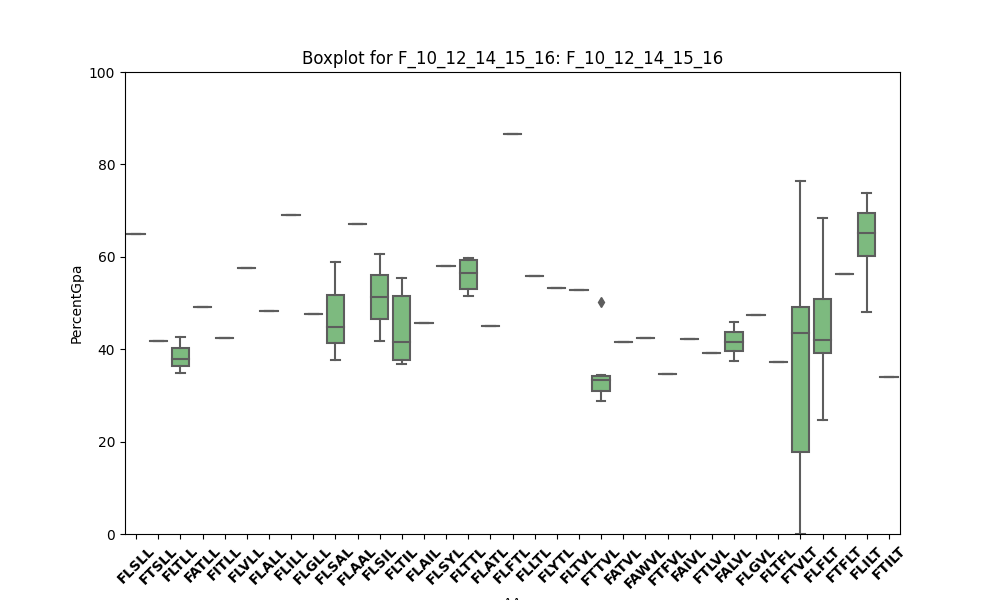 Boxplot for F_10_12_14_15_16: F_10_12_14_15_16
PercentGpa
100
80
60
40
20
0
FLSLL
FTSLL
FLTLL
FATLL
FITLL
FLVLL
FLALL
FLILL
FLGLL
FLSAL
FLAAL
FLSIL
FLTIL
FLAIL
FLSYL
FLTTL
FLATL
FLFTL
FLLTL
FLYTL
FLTVL
FTTVL
FATVL
FAWVL
FTFVL
FAIVL
FTLVL
FALVL
FLGVL
FLTFL
FTVLT
FLFLT
FTFLT
FLILT
FTILT